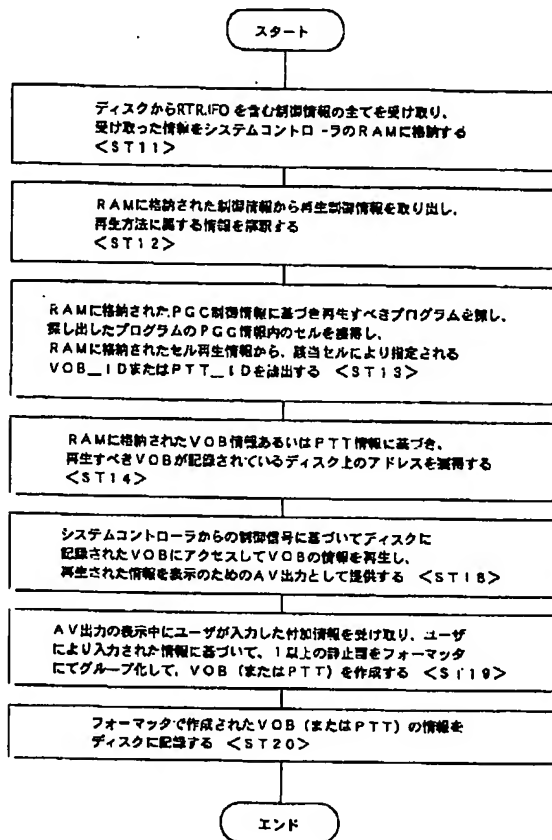 スタート
ディスクからRTR.IFOを含む制御情報の全てを受け取り、
受け取った情報をシステムコントローラのRAMに格納する
<ST11>
RAMに格納された制御情報から再生制御情報を取り出し、
再生方法に関する情報を解釈する
<ST12>
RAMに格納されたPGC制御情報に基づき再生すべきプログラムを探し、
探し出したプログラムのPGC情報内のセルを獲得し、
RAMに格納されたセル再生情報から、該当セルにより指定される
VOB_IDまたはPTT_IDを検出する <ST13>
RAMに格納されたVOB情報あるいはPTT情報に基づき、
再生すべきVOBが記録されているディスク上のアドレスを獲得する
<ST14>
システムコントローラからの制御信号に基づいてディスクに
記録されたVOBにアクセスしてVOBの情報を再生し、
再生された情報を表示のためのAV出力として提供する <ST18>
AV出力の表示中にユーザが入力した付加情報を受け取り、ユーザ
により入力された情報に基づいて、1以上の静止画をフォーマッタ
にてグループ化して、VOB（またはPTT）を作成する <ST19>
フォーマッタで作成されたVOB（またはPTT）の情報を
ディスクに記録する <ST20>
エンド